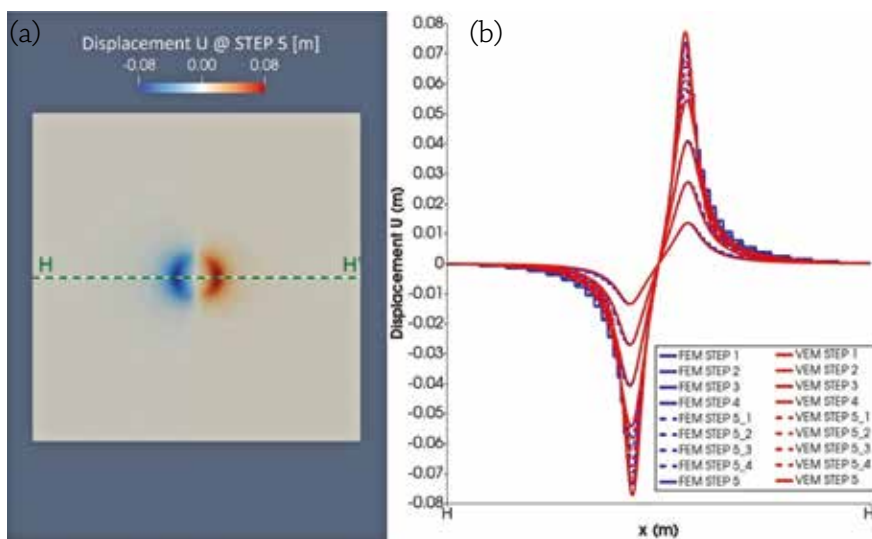 (a)
Displacement U @ STEP 5 [m]
-0.08 0.00 0.08
H H'
(b)
Displacement U (m)
0.08
0.07
0.06
0.05
0.04
0.03
0.02
0.01
0
-0.01
-0.02
-0.03
-0.04
-0.05
-0.06
-0.07
-0.08
FEM STEP 1 VEM STEP 1
FEM STEP 2 VEM STEP 2
FEM STEP 3 VEM STEP 3
FEM STEP 4 VEM STEP 4
FEM STEP 5_1 VEM STEP 5_1
FEM STEP 5_2 VEM STEP 5_2
FEM STEP 5_3 VEM STEP 5_3
FEM STEP 5_4 VEM STEP 5_4
FEM STEP 5 VEM STEP 5
H H
x (m)